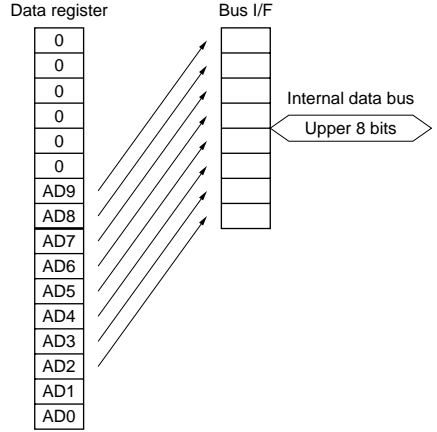 Data register
Bus I/F
0
0
0
0
0
0
AD9
AD8
AD7
AD6
AD5
AD4
AD3
AD2
AD1
AD0
Internal data bus
Upper 8 bits